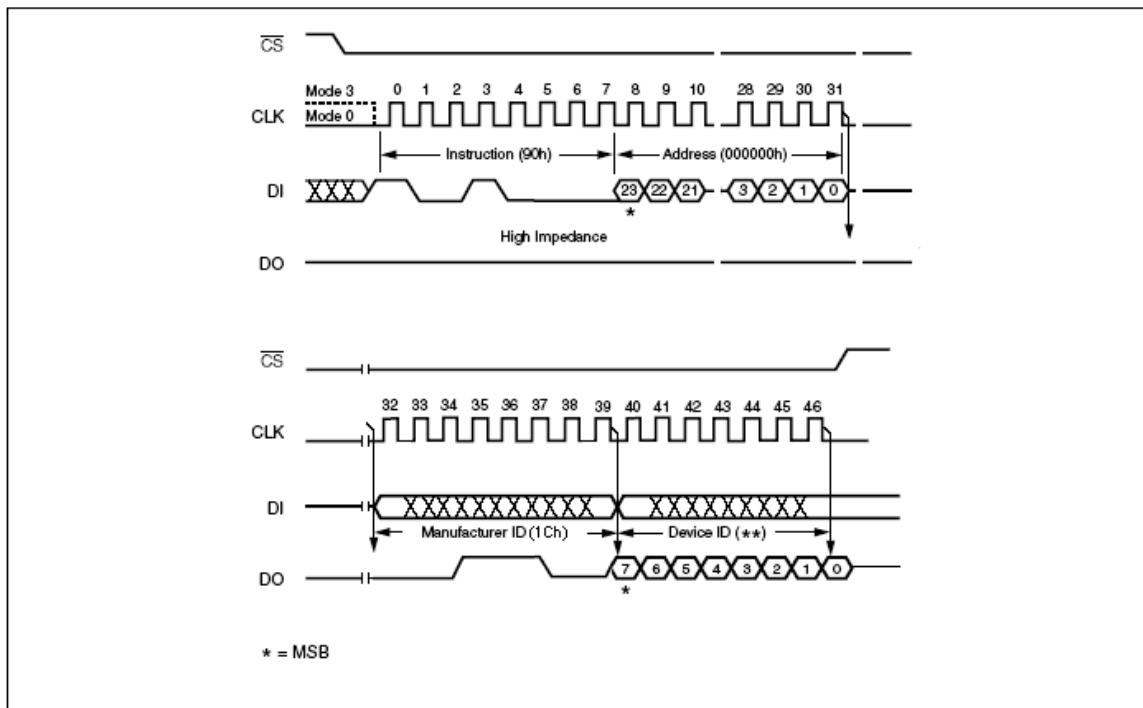 CS
Mode 3 0 1 2 3 4 5 6 7 8 9 10 28 29 30 31
CLK Mode 0
Instruction (90h) Address (000000h)
DI 23 22 21 3 2 1 0
*
High Impedance
DO
CS
32 33 34 35 36 37 38 39 40 41 42 43 44 45 46
CLK
DI
Manufacturer ID (1Ch) Device ID (**)
DO 7 6 5 4 3 2 1 0
*
* = MSB